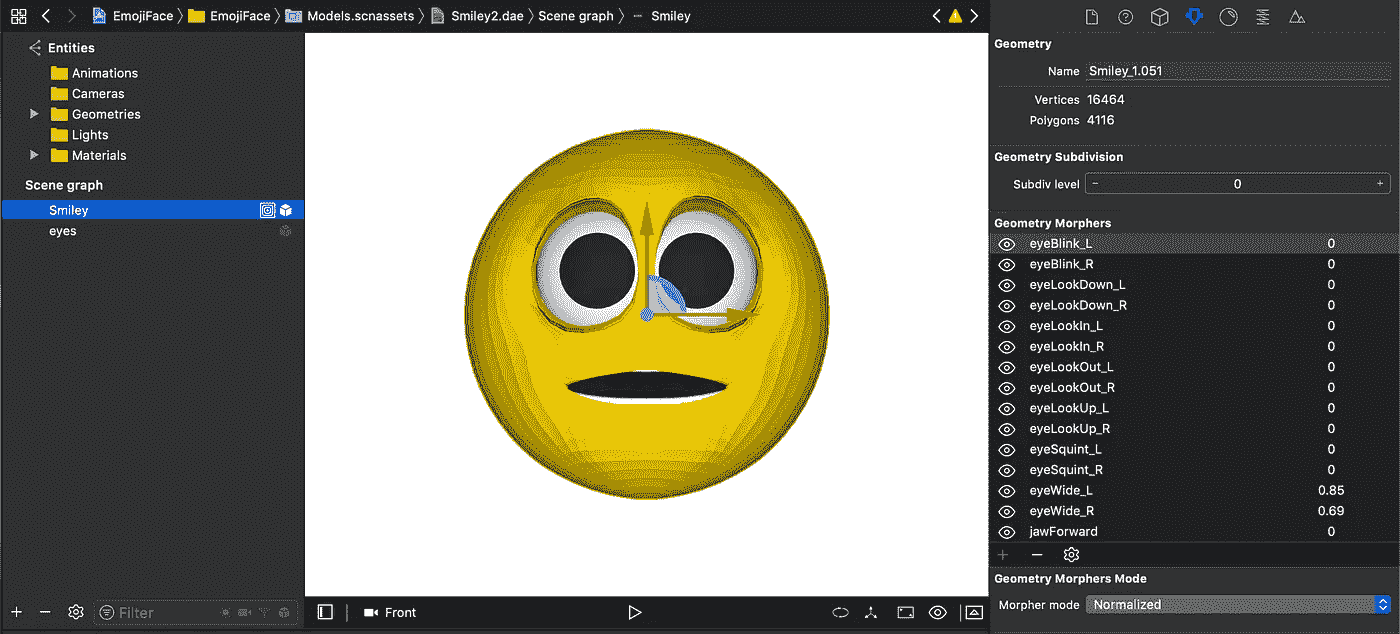 EmojiFace EmojiFace Models.scnassets Smiley2.dae Scene graph Smiley
Entities
Animations
Cameras
Geometries
Lights
Materials
Scene graph
Smiley
eyes
Filter
Front
Geometry
Name Smiley_1.051
Vertices 16464
Polygons 4116
Geometry Subdivision
Subdiv level − 0 +
Geometry Morphers
eyeBlink_L 0
eyeBlink_R 0
eyeLookDown_L 0
eyeLookDown_R 0
eyeLookIn_L 0
eyeLookIn_R 0
eyeLookOut_L 0
eyeLookOut_R 0
eyeLookUp_L 0
eyeLookUp_R 0
eyeSquint_L 0
eyeSquint_R 0
eyeWide_L 0.85
eyeWide_R 0.69
jawForward 0
Geometry Morphers Mode
Morpher mode Normalized